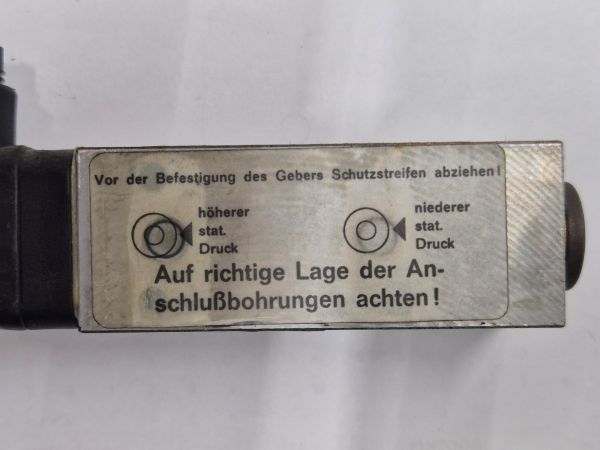 Vor der Befestigung des Gebers Schutzstreifen abziehen!
höherer
stat.
Druck
niederer
stat.
Druck
Auf richtige Lage der An-
schlußbohrungen achten!